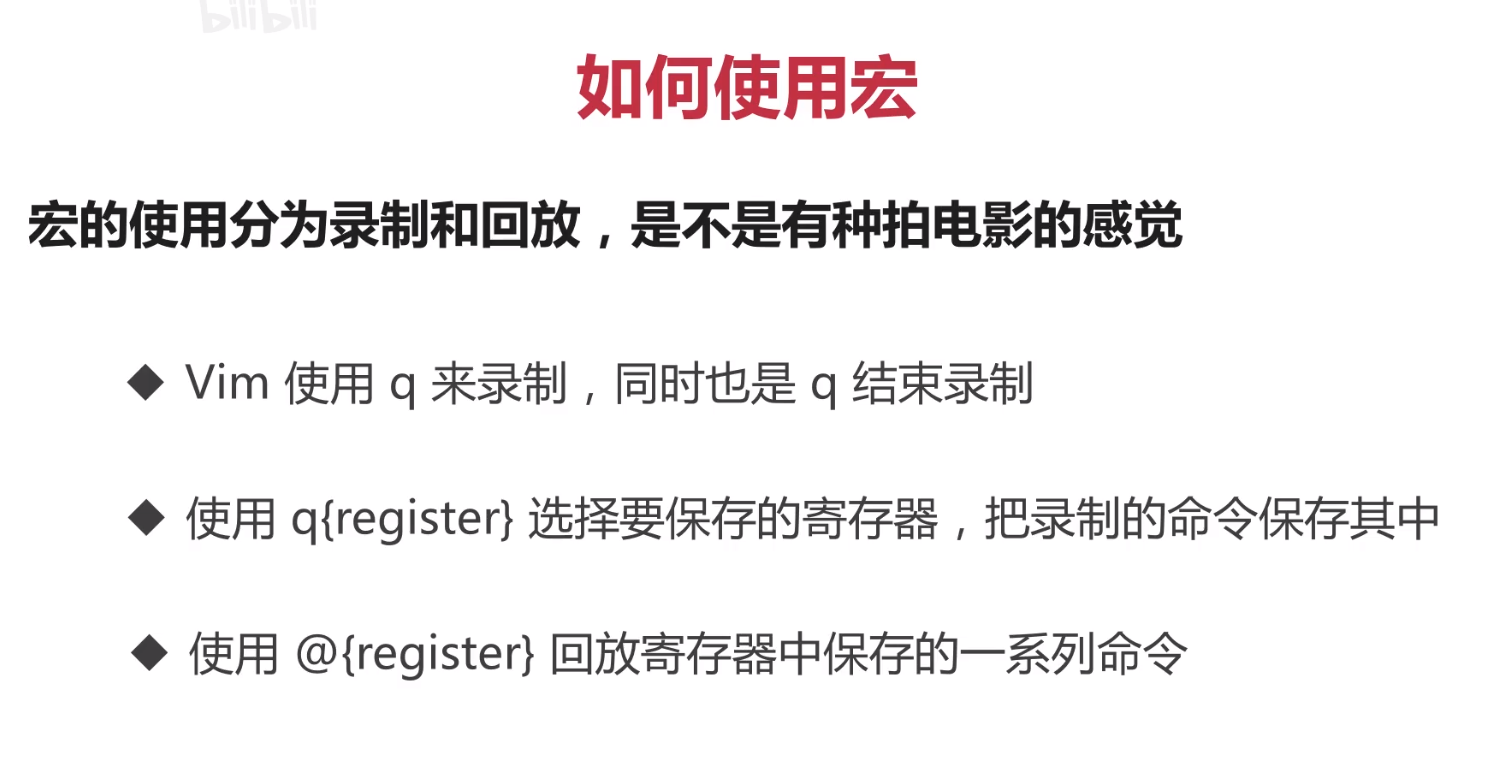 bilibili
如何使用宏
宏的使用分为录制和回放，是不是有种拍电影的感觉
◆ Vim 使用 q 来录制，同时也是 q 结束录制
◆ 使用 q{register} 选择要保存的寄存器，把录制的命令保存其中
◆ 使用 @{register} 回放寄存器中保存的一系列命令